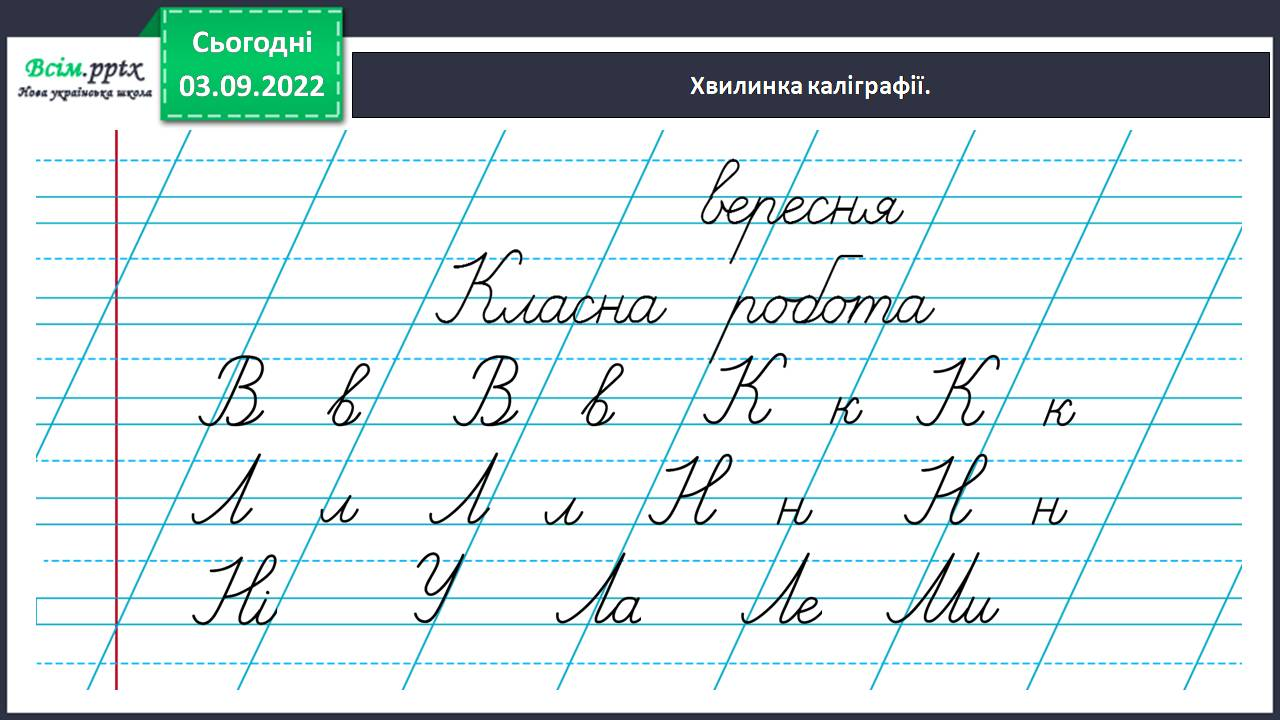 Всім.pptx
Нова українська школа
Сьогодні
03.09.2022
Хвилинка каліграфії.
вересня
Класна робота
В в В в К к К к
Л л Л л Н н Н н
Ні У Ла Ле Ми